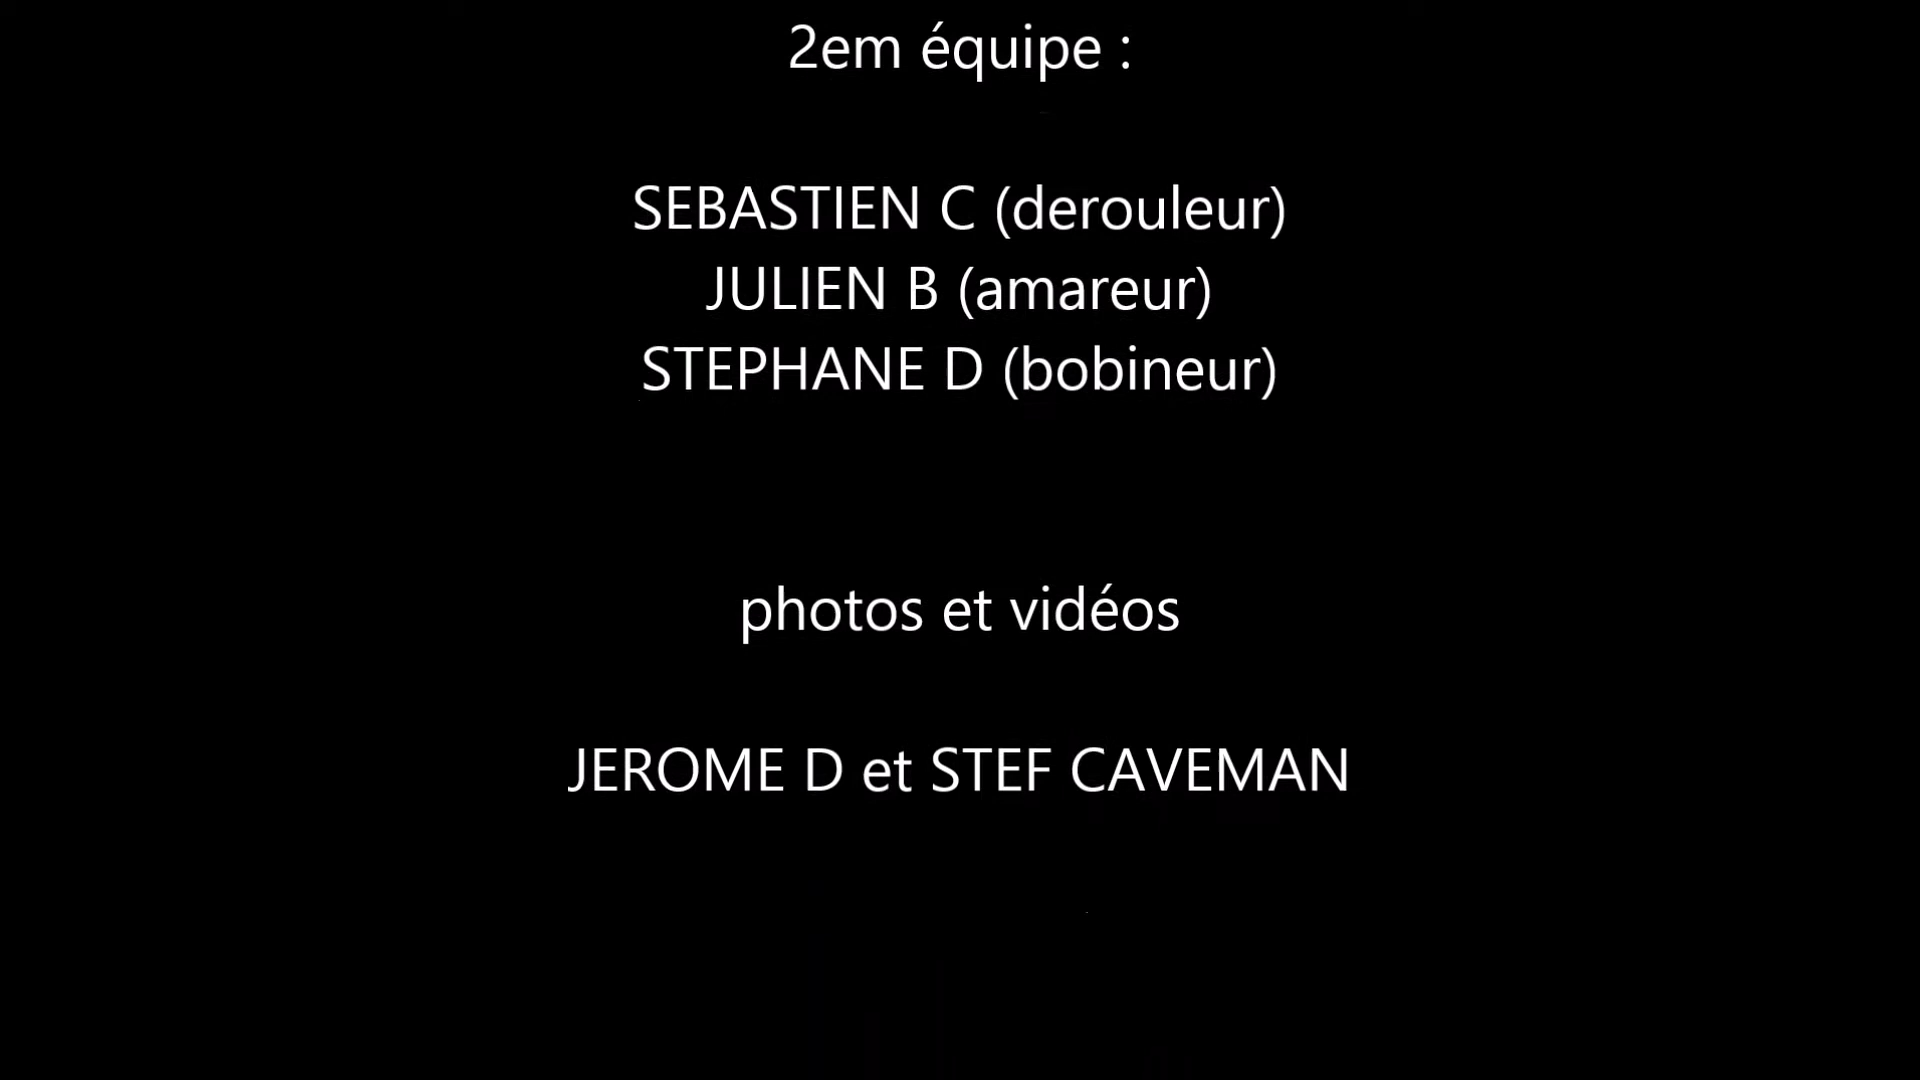 2em équipe :
SEBASTIEN C (derouleur)
JULIEN B (amareur)
STEPHANE D (bobineur)
photos et vidéos
JEROME D et STEF CAVEMAN